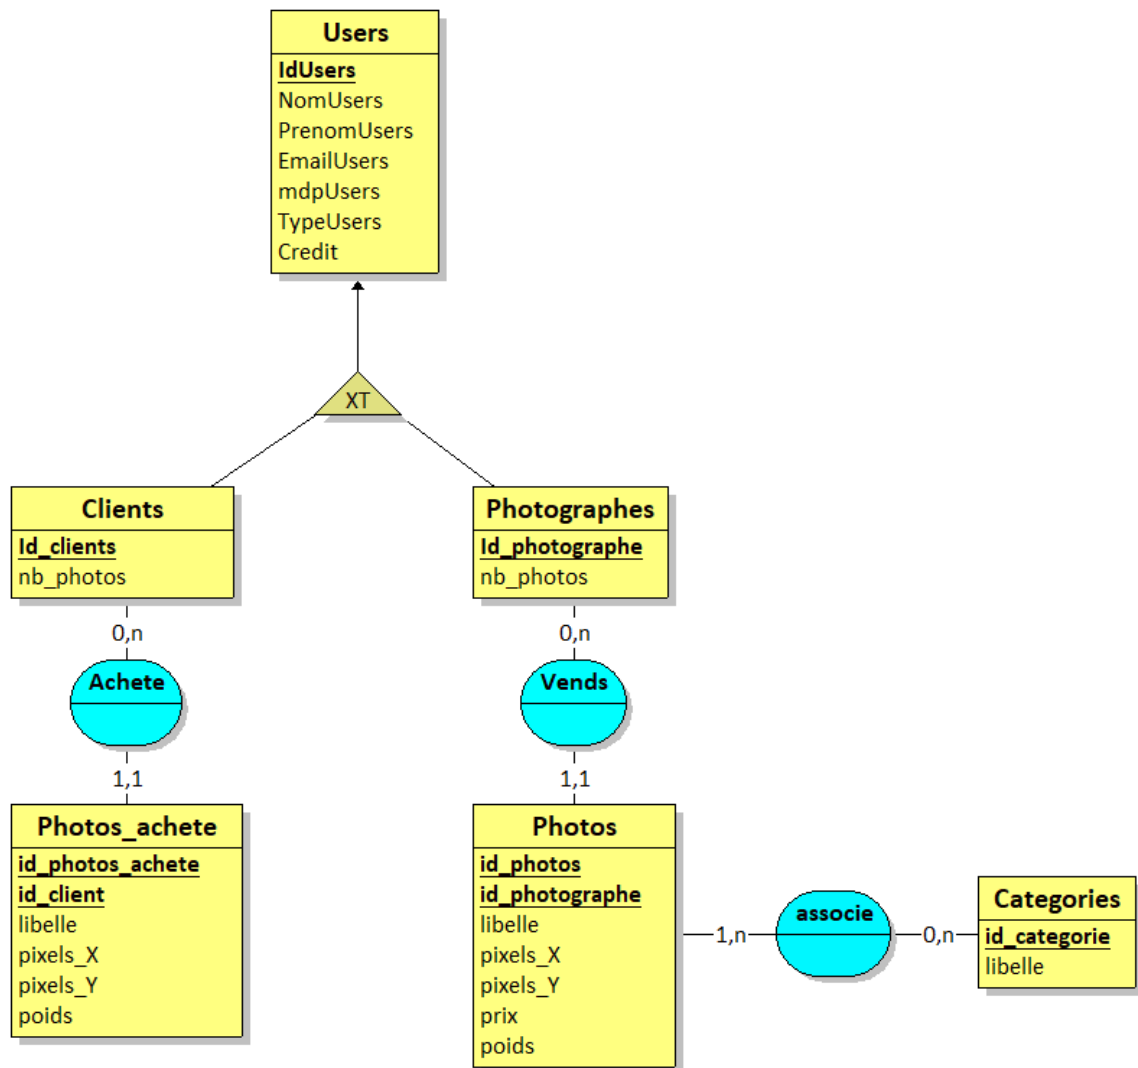 Users
IdUsers
NomUsers
PrenomUsers
EmailUsers
mdpUsers
TypeUsers
Credit
XT
Clients
Id_clients
nb_photos
Photographes
Id_photographe
nb_photos
0,n
0,n
Achete
Vends
1,1
1,1
Photos_achete
id_photos_achete
id_client
libelle
pixels_X
pixels_Y
poids
Photos
id_photos
id_photographe
libelle
pixels_X
pixels_Y
prix
poids
1,n
associe
0,n
Categories
id_categorie
libelle